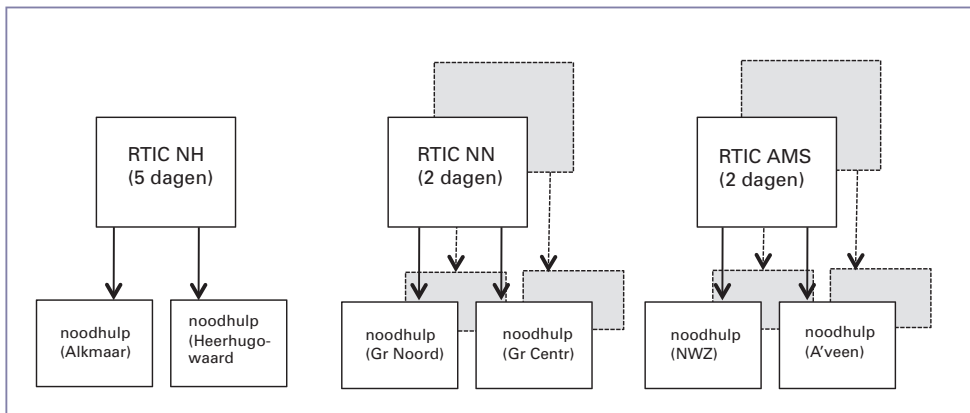 RTIC NH
(5 dagen)
RTIC NN
(2 dagen)
RTIC AMS
(2 dagen)
noodhulp
(Alkmaar)
noodhulp
(Heerhugo-
waard
noodhulp
(Gr Noord)
noodhulp
(Gr Centr)
noodhulp
(NWZ)
noodhulp
(A'veen)